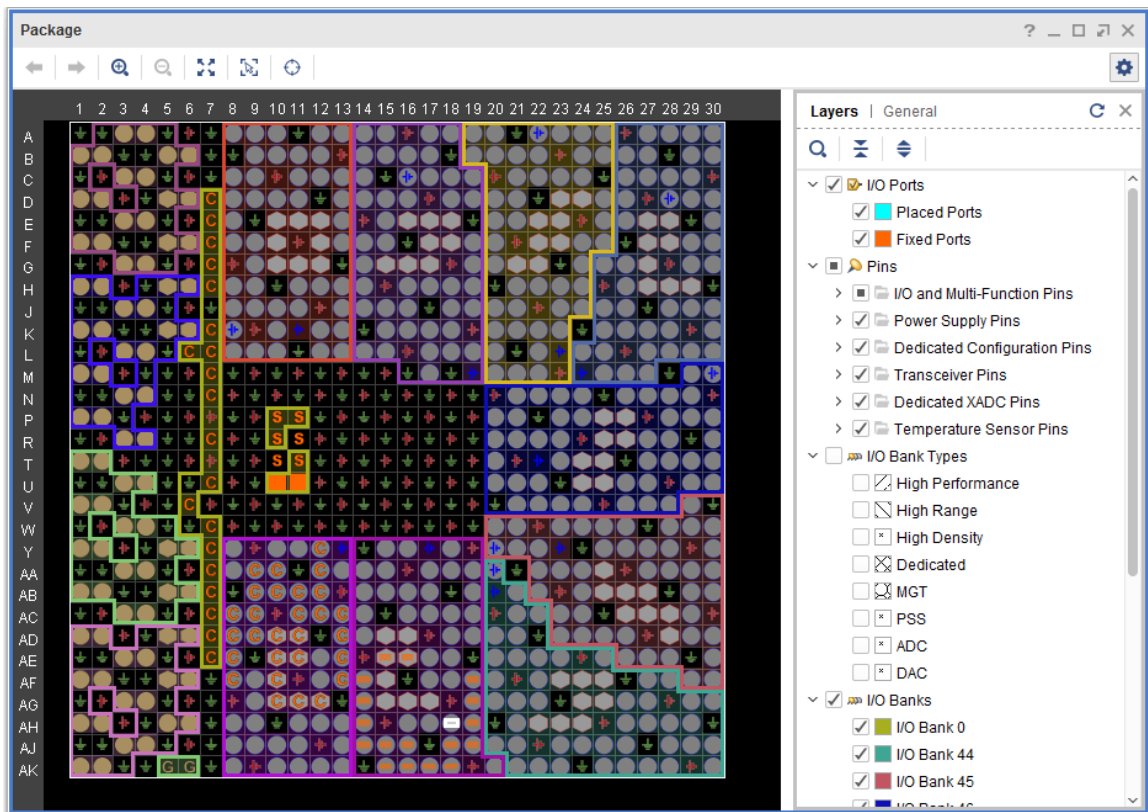 Package
Layers | General
1 2 3 4 5 6 7 8 9 10 11 12 13 14 15 16 17 18 19 20 21 22 23 24 25 26 27 28 29 30
A
B
C
D
E
F
G
H
J
K
L
M
N
P
R
T
U
V
W
Y
AA
AB
AC
AD
AE
AF
AG
AH
AJ
AK
I/O Ports
Placed Ports
Fixed Ports
Pins
I/O and Multi-Function Pins
Power Supply Pins
Dedicated Configuration Pins
Transceiver Pins
Dedicated XADC Pins
Temperature Sensor Pins
I/O Bank Types
High Performance
High Range
High Density
Dedicated
MGT
PSS
ADC
DAC
I/O Banks
I/O Bank 0
I/O Bank 44
I/O Bank 45